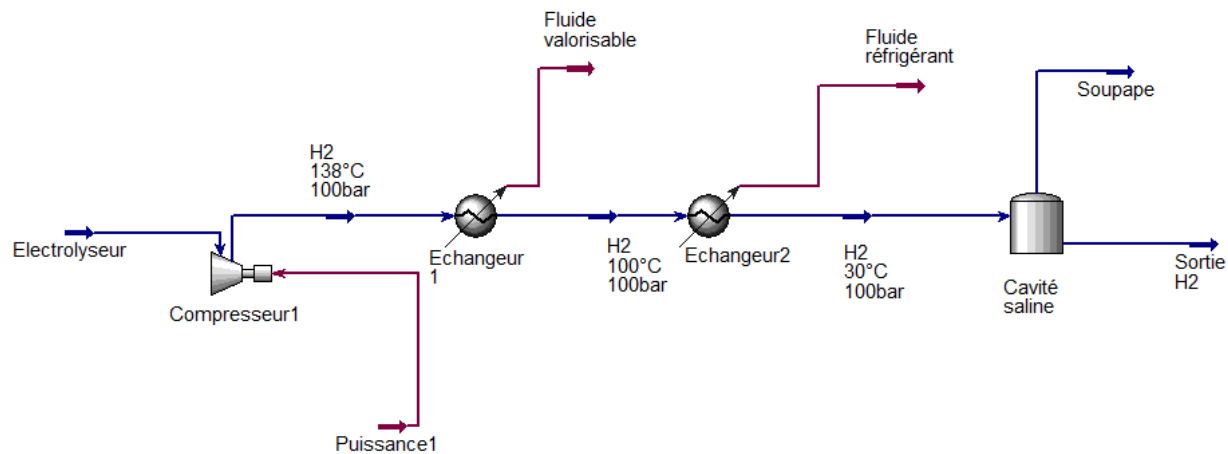 Fluide
valorisable
Fluide
réfrigérant
Soupape
H2
138°C
100bar
Electrolyseur
Echangeur
1
H2
100°C
100bar
Echangeur2
H2
30°C
100bar
Cavité
saline
Sortie
H2
Compresseur1
Puissance1